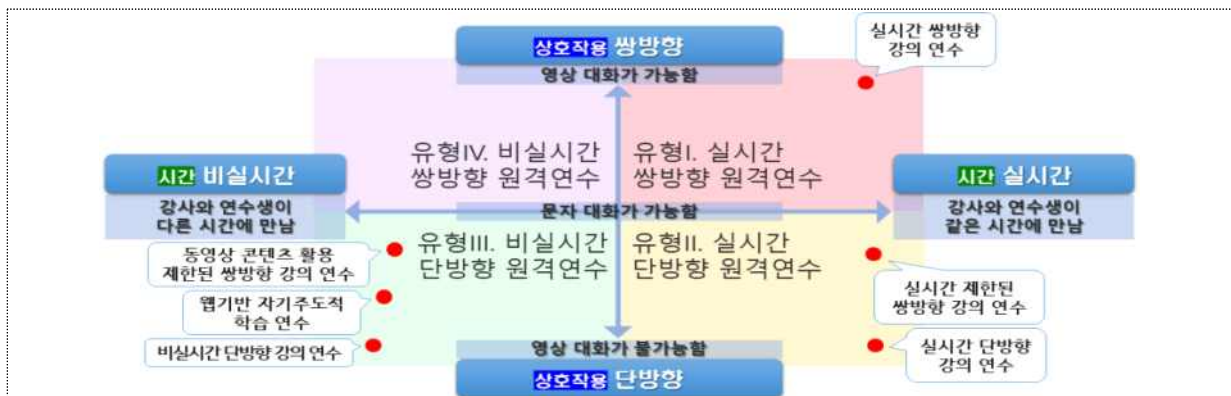 상호작용 쌍방향
영상 대화가 가능함
실시간 쌍방향
강의 연수
유형IV. 비실시간
쌍방향 원격연수
유형I. 실시간
쌍방향 원격연수
시간 비실시간
강사와 연수생이
다른 시간에 만남
문자 대화가 가능함
시간 실시간
강사와 연수생이
같은 시간에 만남
유형III. 비실시간
단방향 원격연수
유형II. 실시간
단방향 원격연수
동영상 콘텐츠 활용
제한된 쌍방향 강의 연수
웹기반 자기주도적
학습 연수
비실시간 단방향 강의 연수
실시간 제한된
쌍방향 강의 연수
실시간 단방향
강의 연수
영상 대화가 불가능함
상호작용 단방향